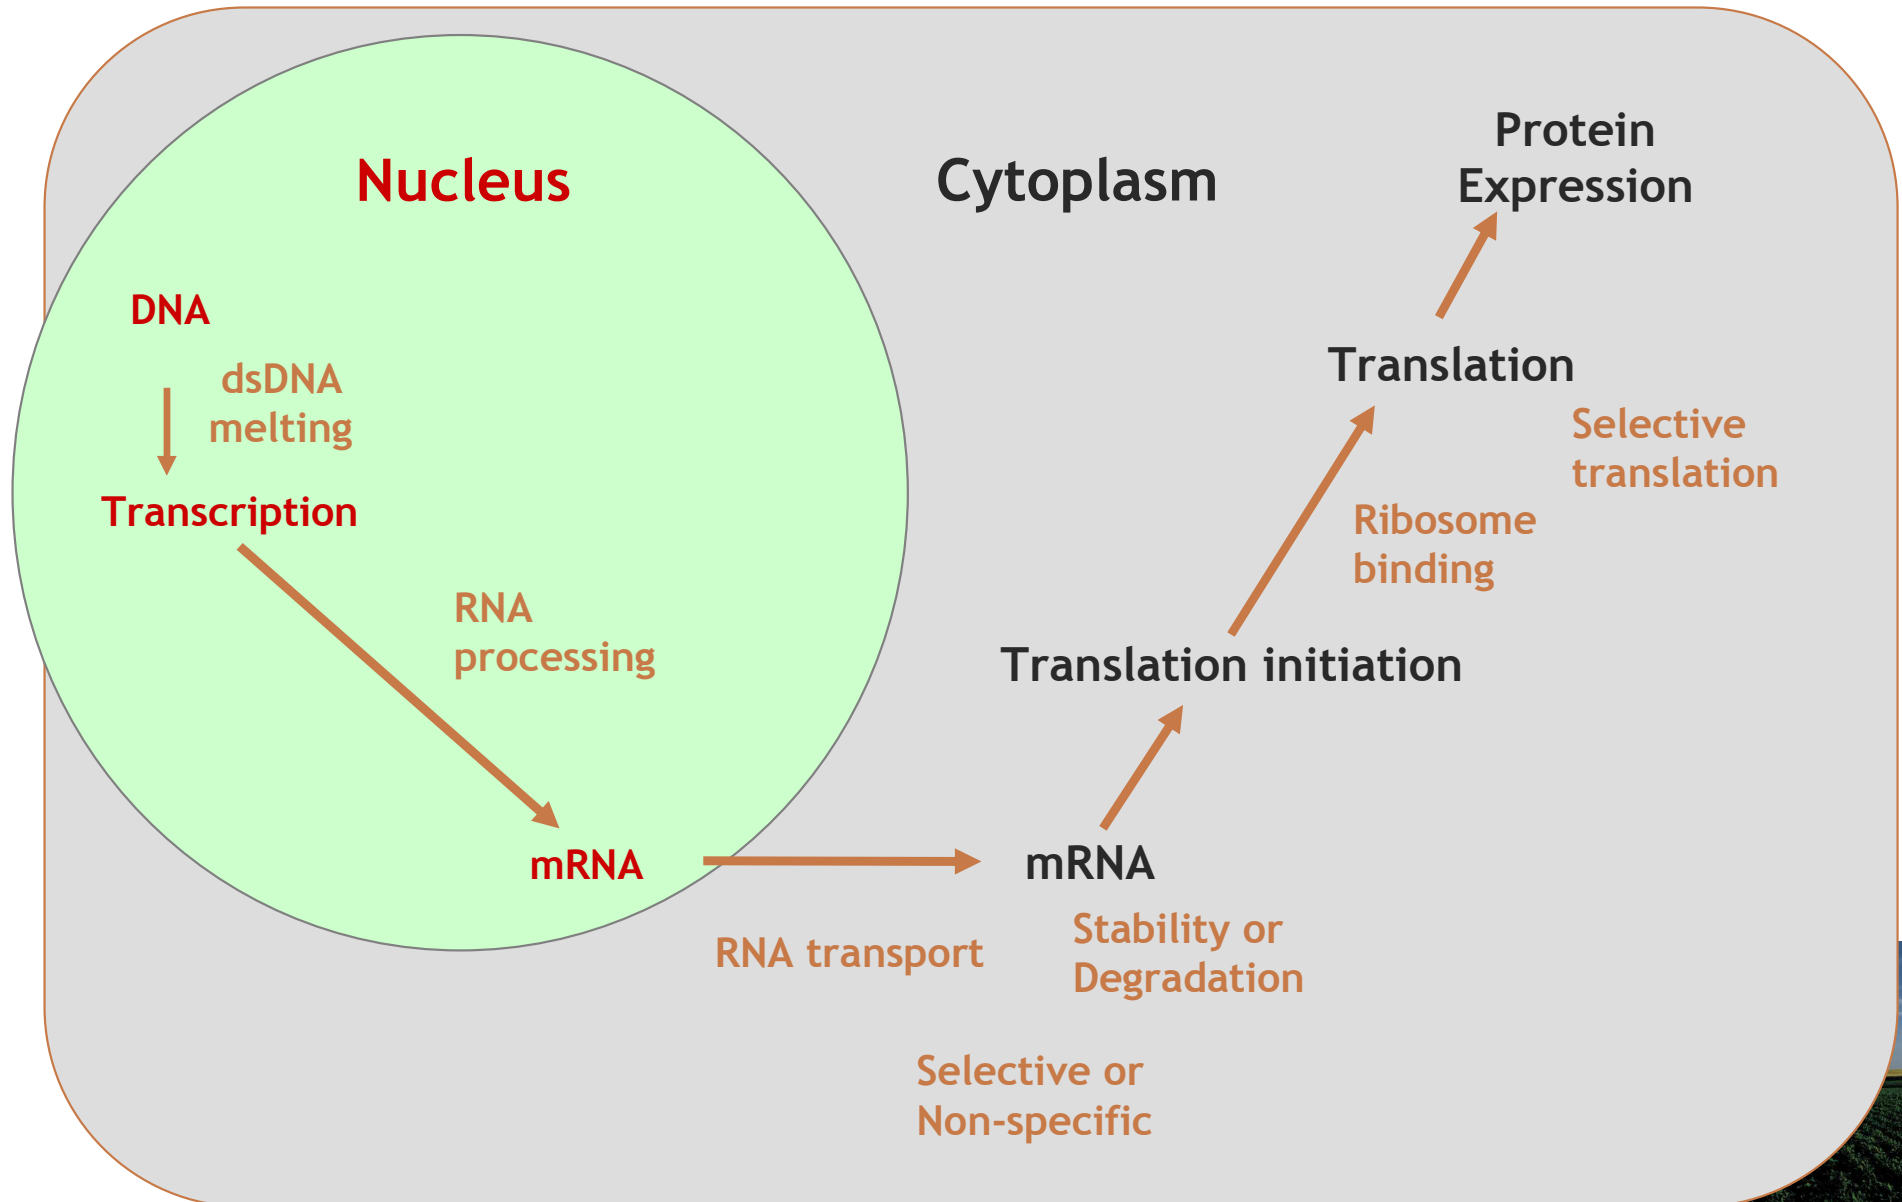 Nucleus
Cytoplasm
Protein
Expression
DNA
dsDNA
melting
Transcription
RNA
processing
mRNA
RNA transport
mRNA
Stability or
Degradation
Selective or
Non-specific
Translation initiation
Ribosome
binding
Translation
Selective
translation